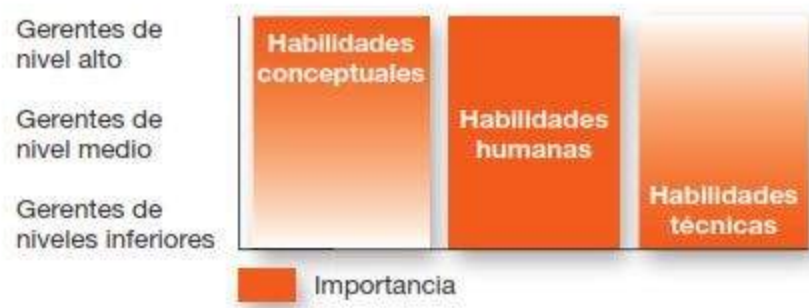 Gerentes de
nivel alto
Gerentes de
nivel medio
Gerentes de
niveles inferiores
Habilidades
conceptuales
Habilidades
humanas
Habilidades
técnicas
Importancia